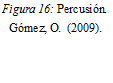 Figura 16: Percusión.
Gómez, O. (2009).